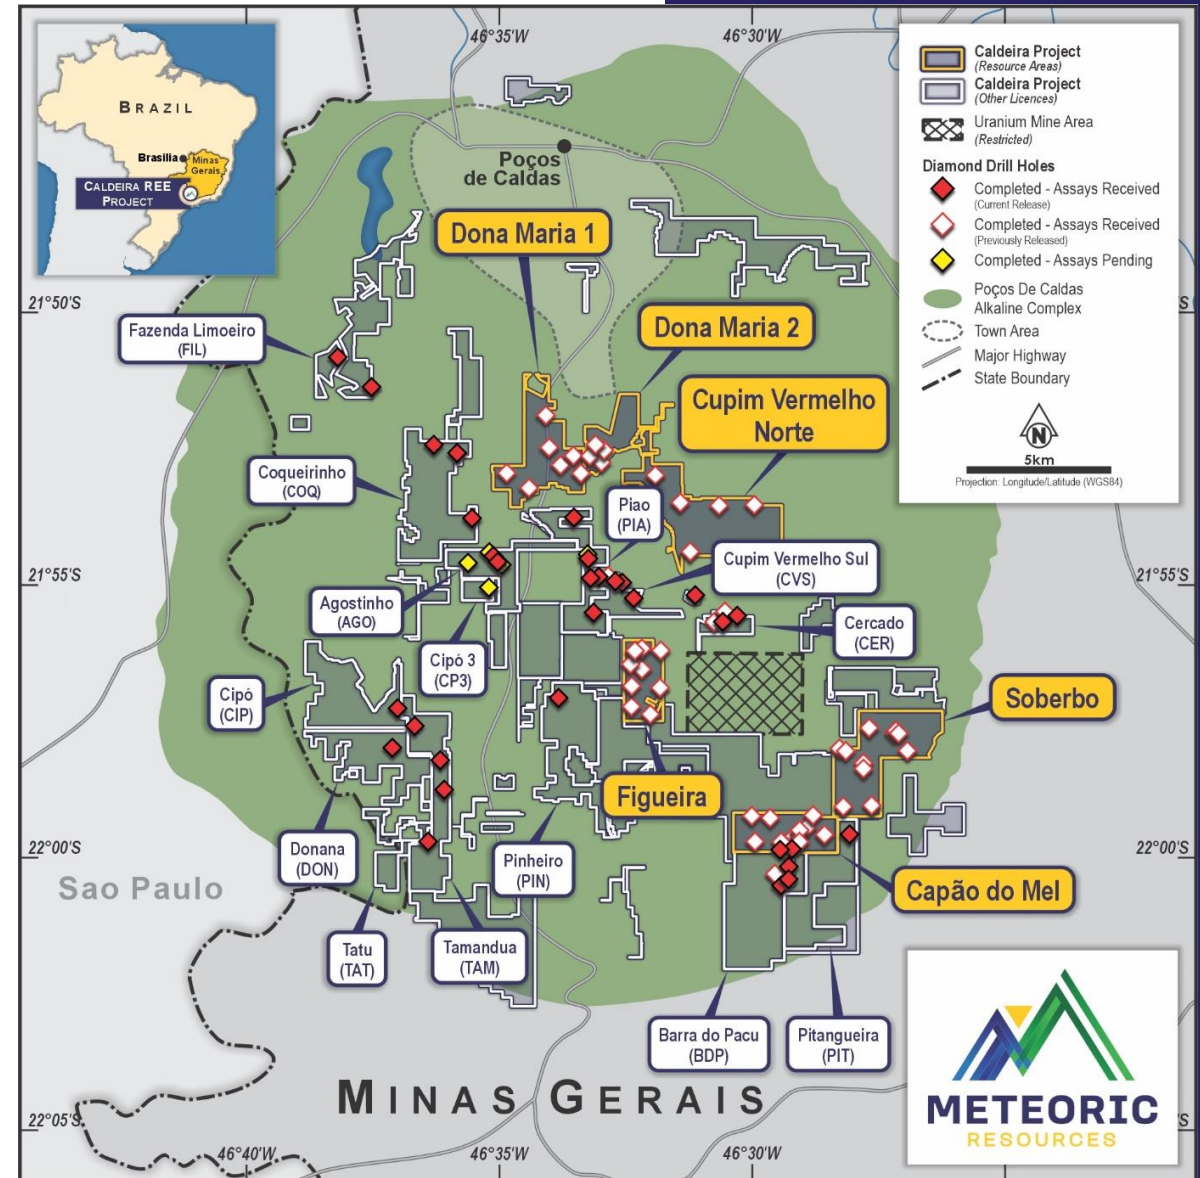 46°35'W
46°30'W
BRAZIL
Brasilia
Minas
Gerais
CALDEIRA REE
PROJECT
Caldeira Project
(Resource Areas)
Caldeira Project
(Other Licences)
Uranium Mine Area
(Restricted)
Diamond Drill Holes
Completed - Assays Received
(Current Release)
Completed - Assays Received
(Previously Released)
Completed - Assays Pending
Poços De Caldas
Alkaline Complex
Town Area
Major Highway
State Boundary
N
5km
Projection: Longitude/Latitude (WGS84)
Poços
de Caldas
Dona Maria 1
21°50'S
S
Fazenda Limoeiro
(FIL)
Dona Maria 2
Cupim Vermelho
Norte
Coqueirinho
(COQ)
Piao
(PIA)
21°55'S
21°55'S
Cupim Vermelho Sul
(CVS)
Agostinho
(AGO)
Cercado
(CER)
Cipó 3
(CP3)
Cipó
(CIP)
Soberbo
Figueira
Donana
(DON)
Pinheiro
(PIN)
22°00'S
22°00'S
Sao Paulo
Capão do Mel
Tatu
(TAT)
Tamandua
(TAM)
Barra do Pacu
(BDP)
Pitangueira
(PIT)
MINAS GERAIS
METEORIC
RESOURCES
22°05'S
S
46°40'W
46°35'W
46°30'W